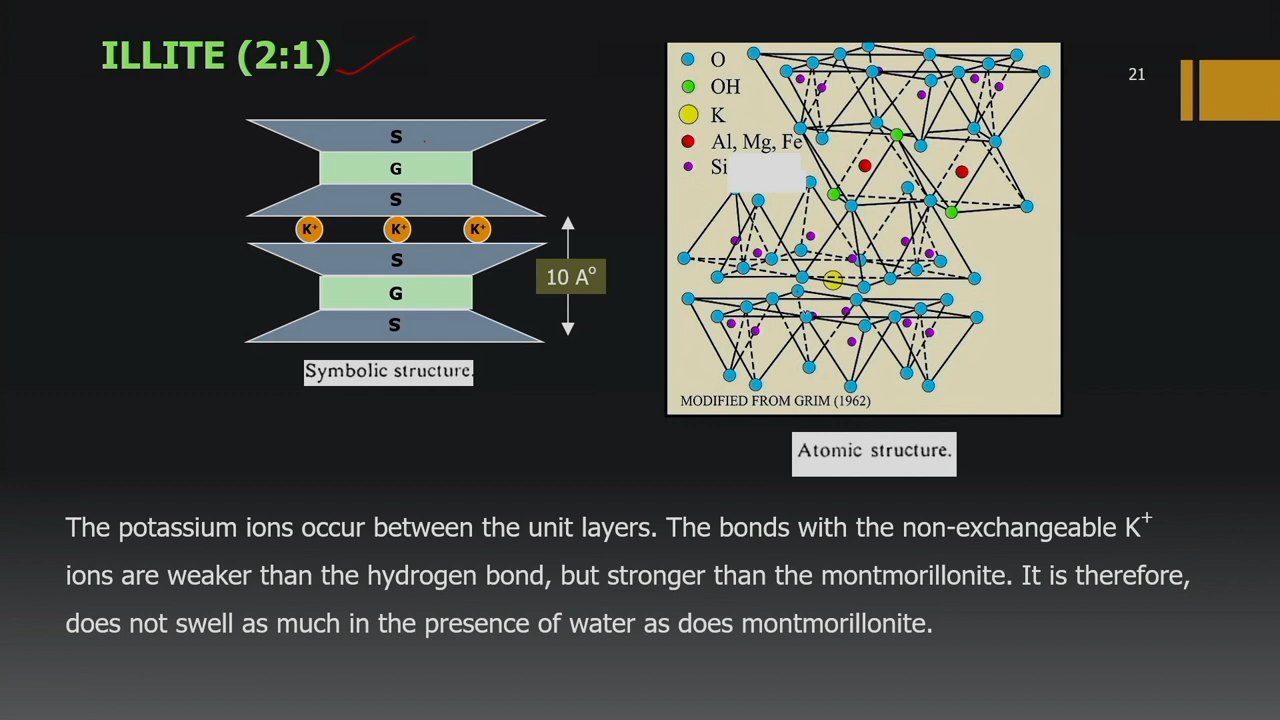 ILLITE (2:1)
21
S
G
S
K⁺ K⁺ K⁺
S
G
S
10 A°
Symbolic structure.
O
OH
K
Al, Mg, Fe
Si
MODIFIED FROM GRIM (1962)
Atomic structure.
The potassium ions occur between the unit layers. The bonds with the non-exchangeable K⁺
ions are weaker than the hydrogen bond, but stronger than the montmorillonite. It is therefore,
does not swell as much in the presence of water as does montmorillonite.